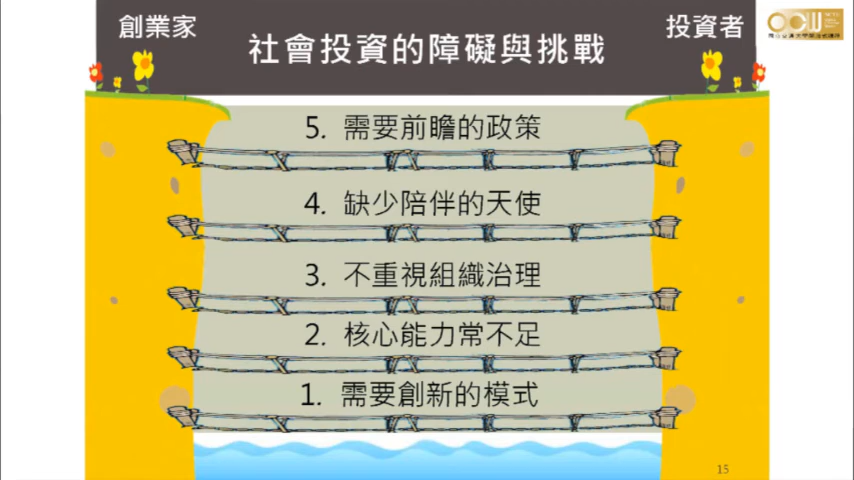 創業家
社會投資的障礙與挑戰
投資者
OCW
5. 需要前瞻的政策
4. 缺少陪伴的天使
3. 不重視組織治理
2. 核心能力常不足
1. 需要創新的模式
15